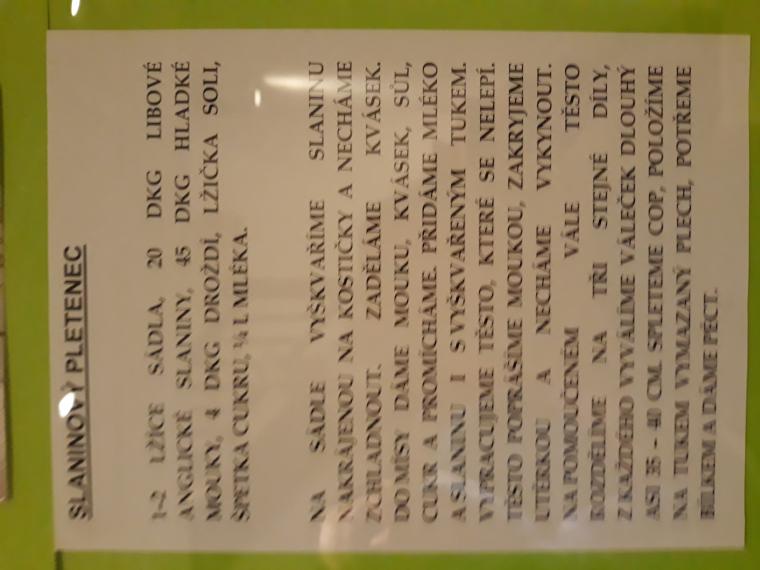 SLANINOVÝ PLETENEC
1-2 LŽÍCE SÁDLA, 20 DKG LIBOVÉ
ANGLICKÉ SLANINY, 45 DKG HLADKÉ
MOUKY, 4 DKG DROŽDÍ, LŽIČKA SOLI,
ŠPETKA CUKRU, ¼ L MLÉKA.
NA SÁDLE VYŠKVAŘÍME SLANINU
NAKRÁJENOU NA KOSTIČKY A NECHÁME
ZCHLADNOUT. ZADĚLÁME KVÁSEK.
DO MÍSY DÁME MOUKU, KVÁSEK, SŮL,
CUKR A PROMÍCHÁME. PŘIDÁME MLÉKO
A SLANINU I S VYŠKVAŘENÝM TUKEM.
VYPRACUJEME TĚSTO, KTERÉ SE NELEPÍ.
TĚSTO POPRÁŠÍME MOUKOU, ZAKRYJEME
UTĚRKOU A NECHÁME VYKYNOUT.
NA POMOUČENÉM VÁLE TĚSTO
ROZDĚLÍME NA TŘI STEJNÉ DÍLY,
Z KAŽDÉHO VYVÁLÍME VÁLEČEK DLOUHÝ
ASI 35 – 40 CM. SPLETEME COP, POLOŽÍME
NA TUKEM VYMAZANÝ PLECH, POTŘEME
BÍLKEM A DÁME PÉCT.